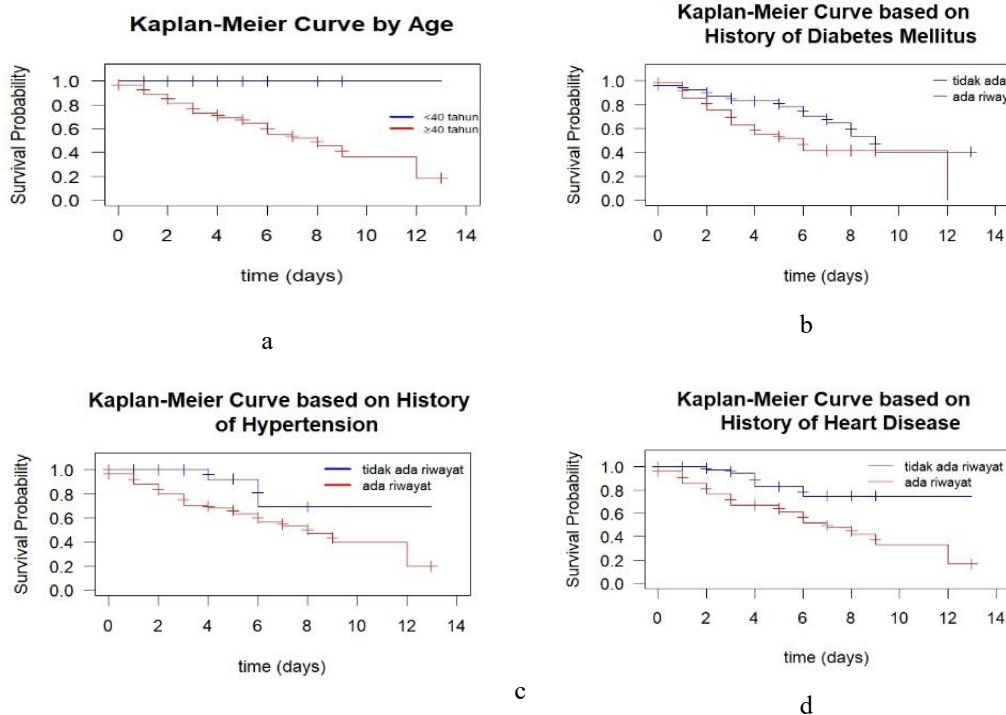 Kaplan-Meier Curve by Age
Survival Probability
1.0
0.8
0.6
0.4
0.2
0.0
<40 tahun
≥40 tahun
0 2 4 6 8 10 12 14
time (days)
a
Kaplan-Meier Curve based on
History of Diabetes Mellitus
Survival Probability
1.0
0.8
0.6
0.4
0.2
0.0
tidak ada
ada riway
0 2 4 6 8 10 12 14
time (days)
b
Kaplan-Meier Curve based on History
of Hypertension
Survival Probability
1.0
0.8
0.6
0.4
0.2
0.0
tidak ada riwayat
ada riwayat
0 2 4 6 8 10 12 14
time (days)
c
Kaplan-Meier Curve based on
History of Heart Disease
Survival Probability
1.0
0.8
0.6
0.4
0.2
0.0
tidak ada riwayat
ada riwayat
0 2 4 6 8 10 12 14
time (days)
d